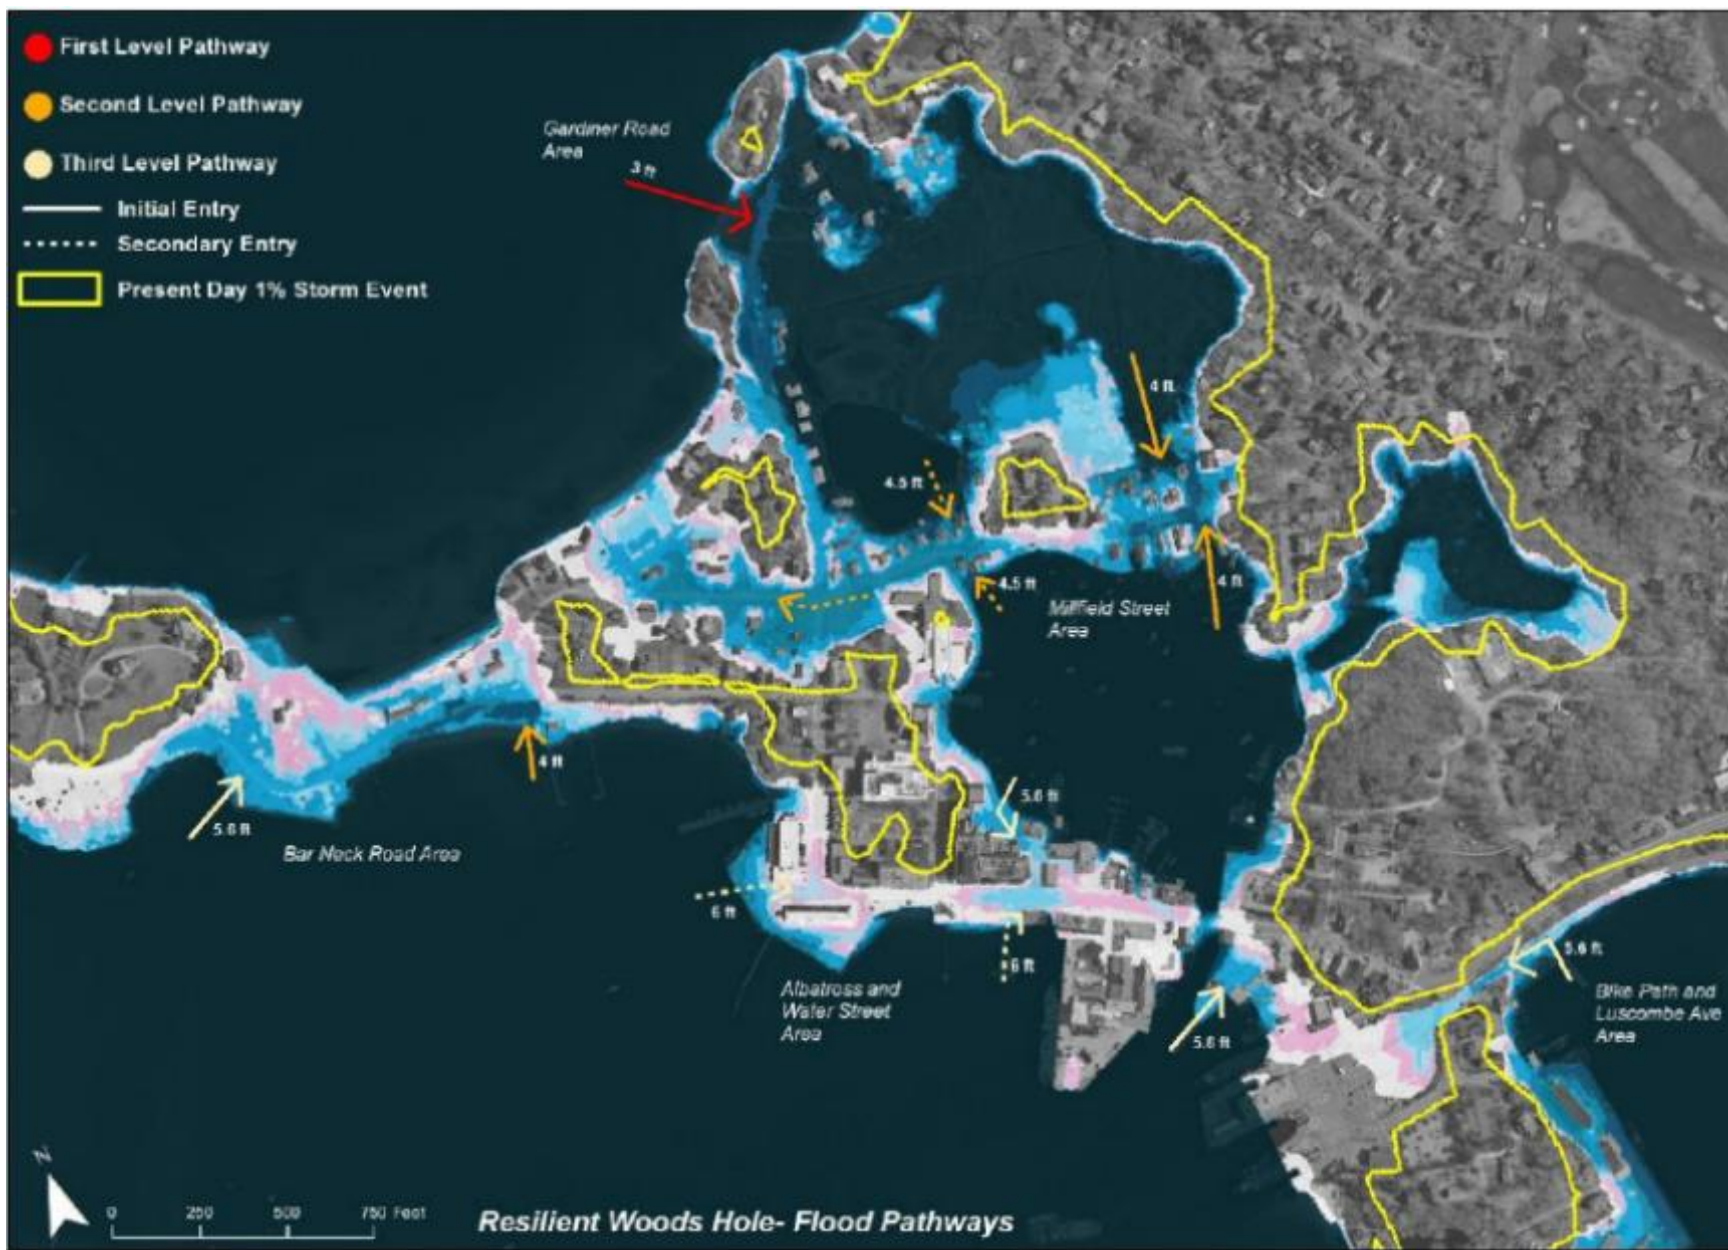 First Level Pathway
Second Level Pathway
Third Level Pathway
Initial Entry
Secondary Entry
Present Day 1% Storm Event
Gardiner Road
Area
3 ft
4 ft
4.5 ft
4.5 ft
4 ft
Millfield Street
Area
4 ft
5.6 ft
5.6 ft
Bar Neck Road Area
6 ft
6 ft
5.6 ft
5.6 ft
Albatross and
Water Street
Area
Bike Path and
Luscombe Ave
Area
N
0 250 500 750 Feet
Resilient Woods Hole- Flood Pathways